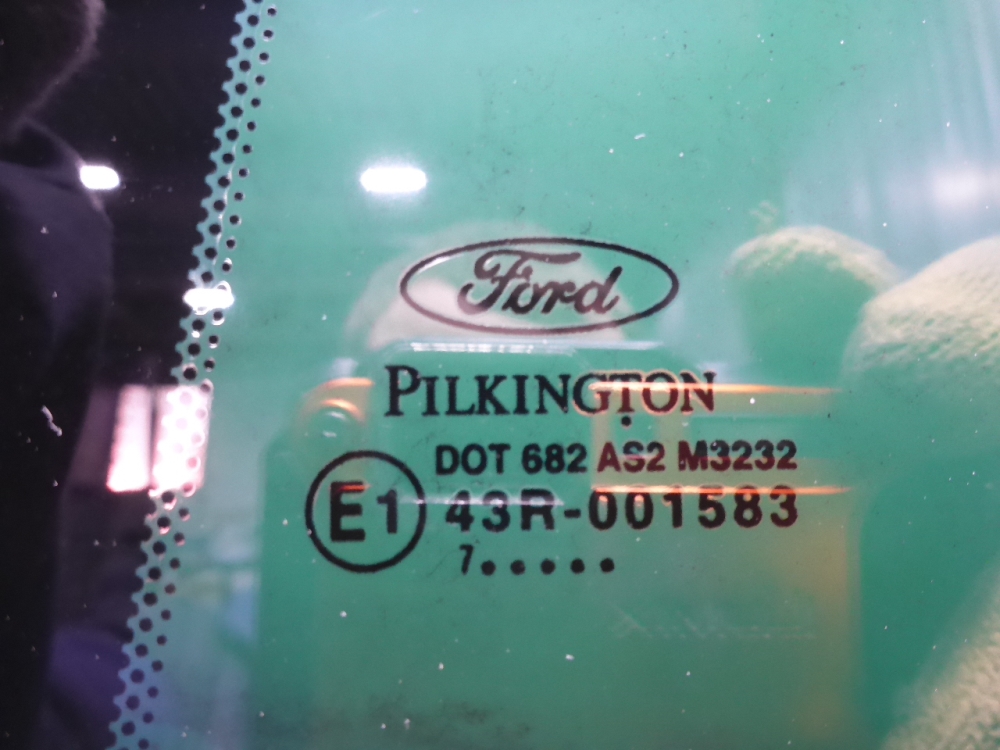 Ford
PILKINGTON
DOT 682 AS2 M3232
E1 43R-001583
7.....